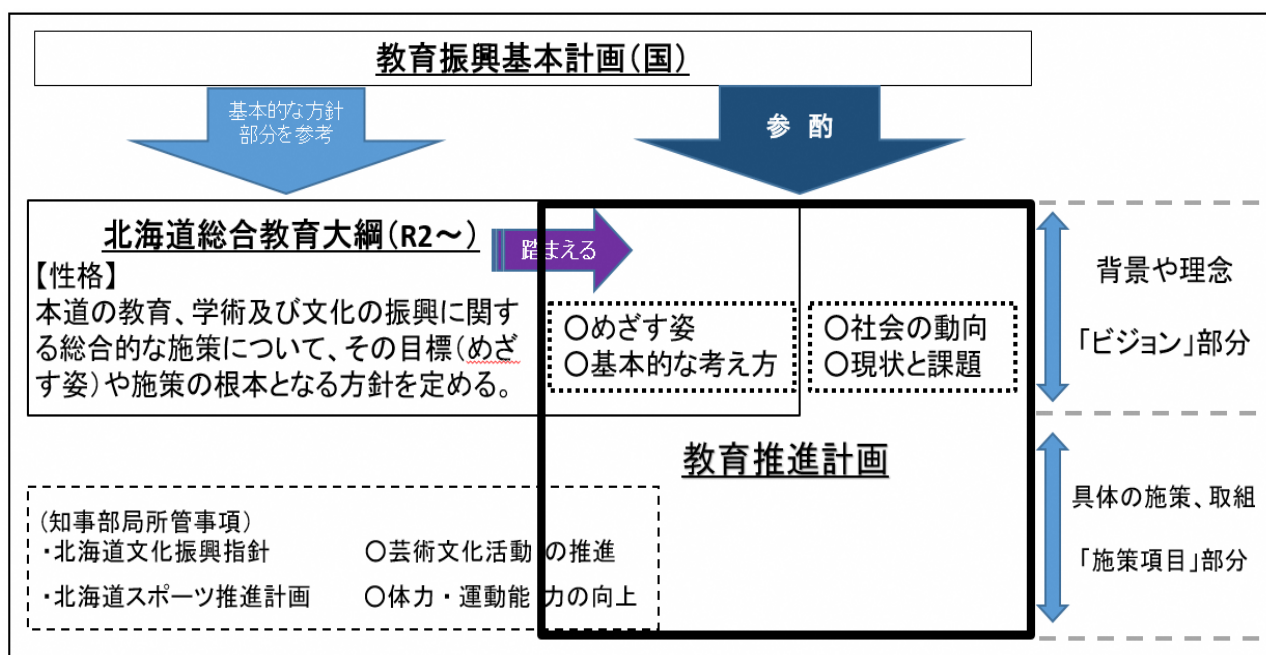 教育振興基本計画（国）
基本的な方針
部分を参考
参 酌
北海道総合教育大綱（R2～）
【性格】
本道の教育、学術及び文化の振興に関す
る総合的な施策について、その目標（めざ
す姿）や施策の根本となる方針を定める。
踏まえる
○めざす姿
○基本的な考え方
○社会の動向
○現状と課題
背景や理念
「ビジョン」部分
教育推進計画
（知事部局所管事項）
・北海道文化振興指針 ○芸術文化活動の推進
・北海道スポーツ推進計画 ○体力・運動能力の向上
具体の施策、取組
「施策項目」部分